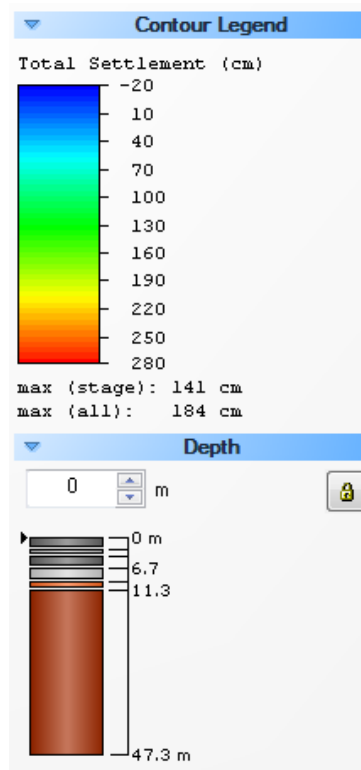 Contour Legend
Total Settlement (cm)
-20
10
40
70
100
130
160
190
220
250
280
max (stage): 141 cm
max (all): 184 cm
Depth
0 m
0 m
6.7
11.3
47.3 m